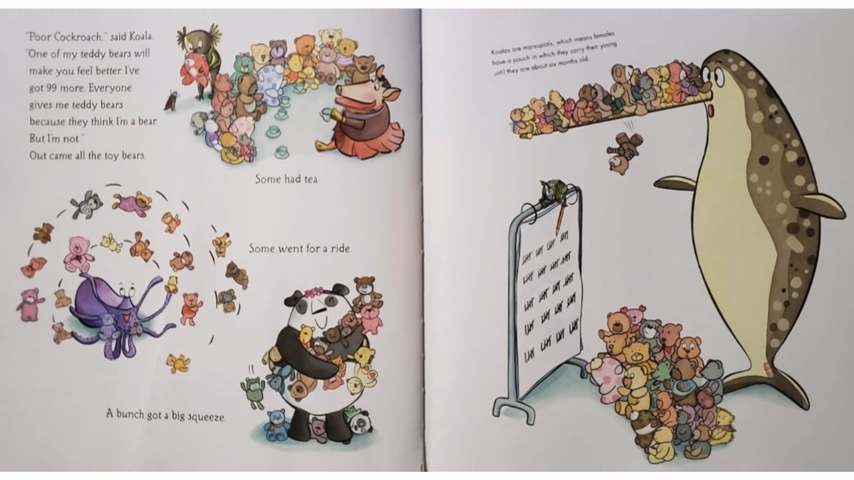 "Poor Cockroach," said Koala.
"One of my teddy bears will
make you feel better. I've
got 99 more. Everyone
gives me teddy bears
because they think I'm a bear.
But I'm not."
Out came all the toy bears.
Some had tea.
Some went for a ride.
A bunch got a big squeeze.
Koalas are marsupials, which means females
have a pouch in which they carry their young
until they are about six months old.